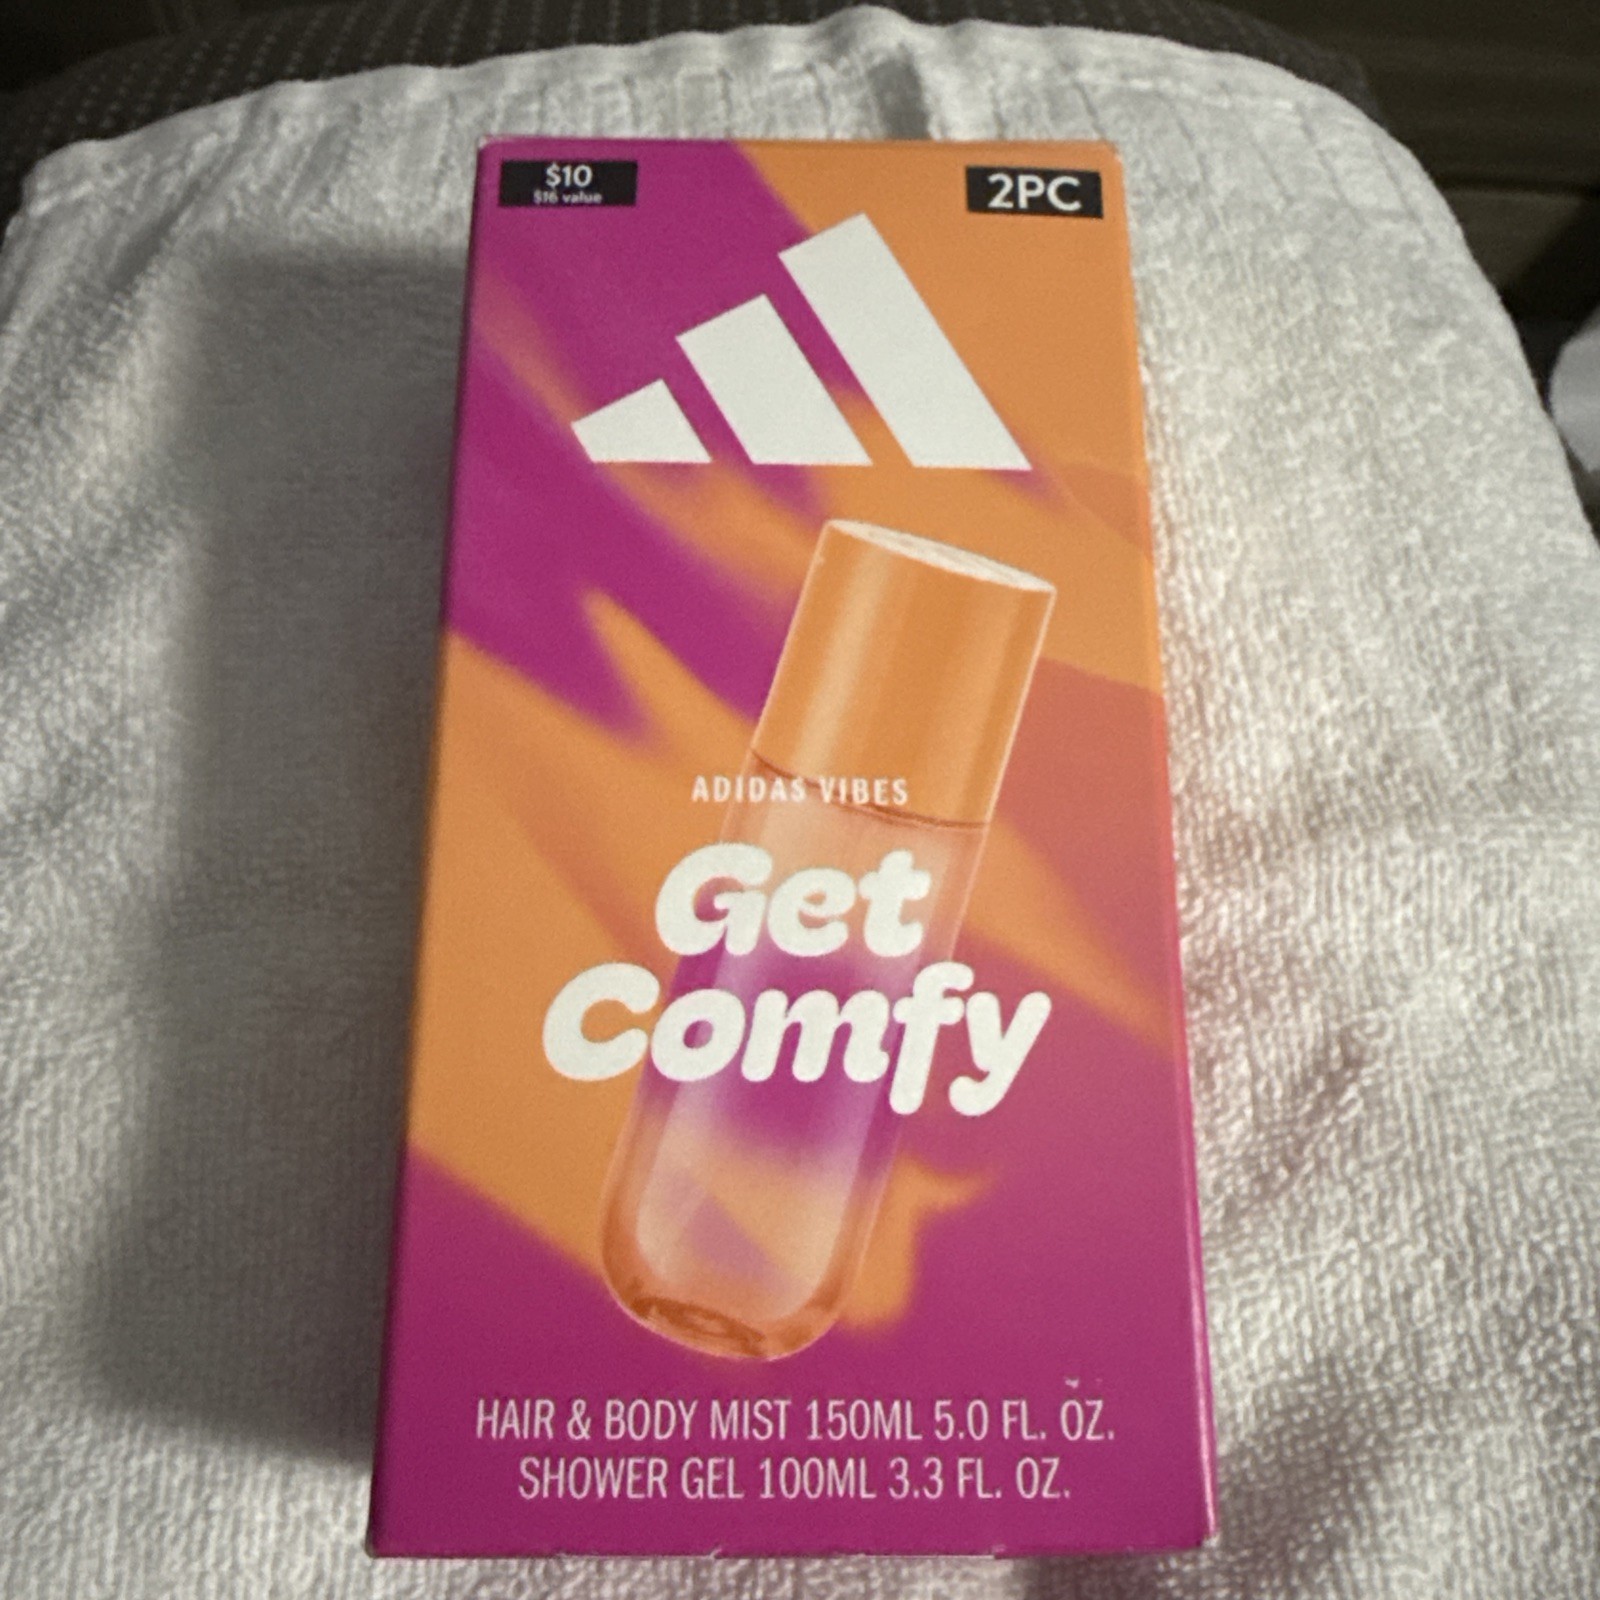 $10
$16 value
2PC
ADIDAS VIBES
Get
Comfy
HAIR & BODY MIST 150ML 5.0 FL. OZ.
SHOWER GEL 100ML 3.3 FL. OZ.